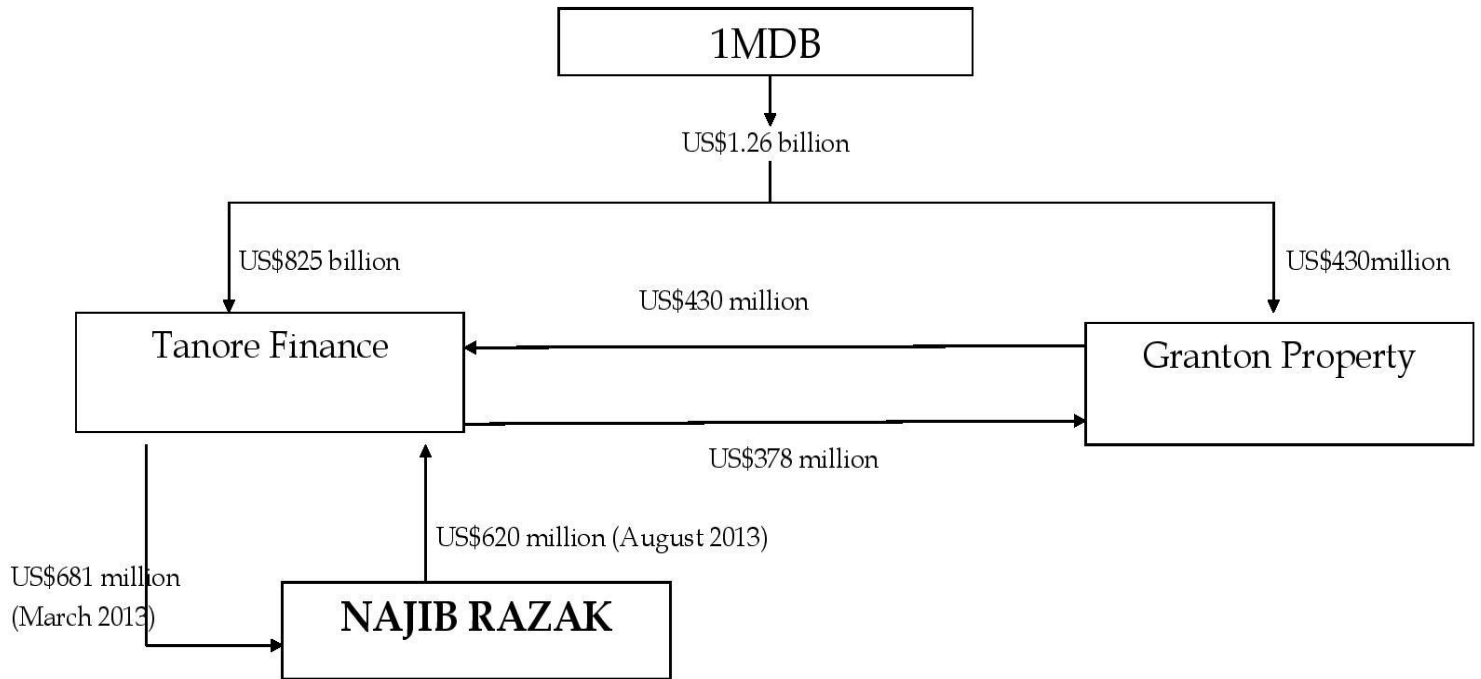 1MDB
US$1.26 billion
US$825 billion
US$430million
US$430 million
Tanore Finance
Granton Property
US$378 million
US$620 million (August 2013)
US$681 million
(March 2013)
NAJIB RAZAK